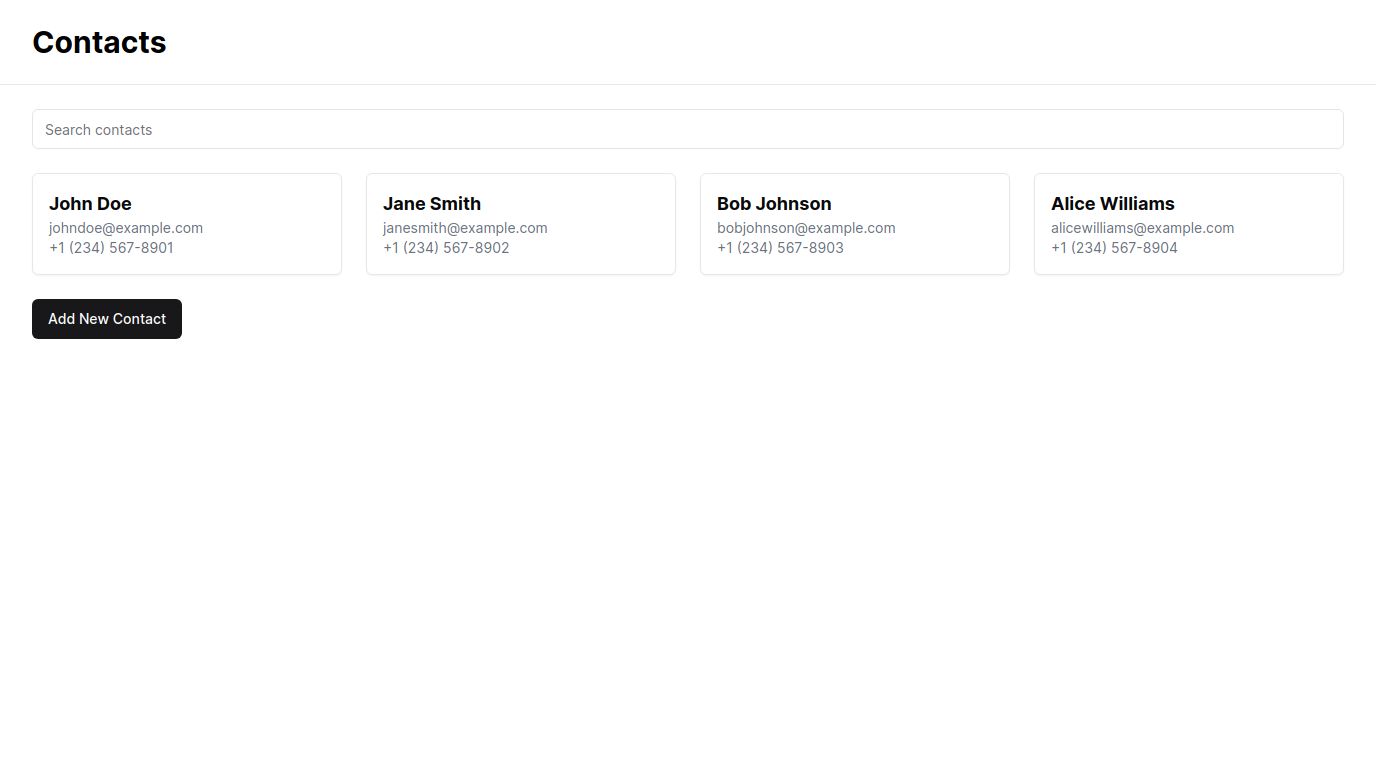 Contacts
Search contacts
John Doe
johndoe@example.com
+1 (234) 567-8901
Jane Smith
janesmith@example.com
+1 (234) 567-8902
Bob Johnson
bobjohnson@example.com
+1 (234) 567-8903
Alice Williams
alicewilliams@example.com
+1 (234) 567-8904
Add New Contact